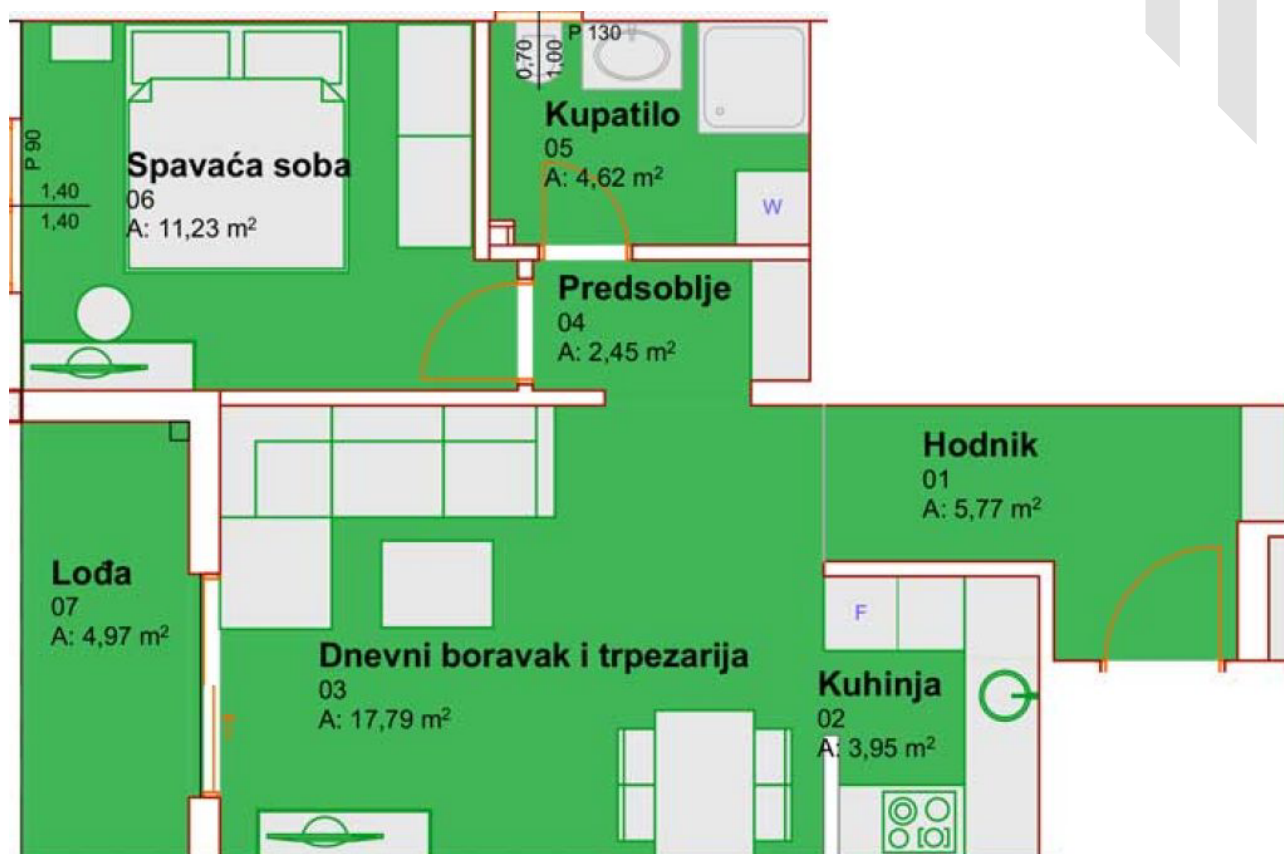 0,70
1,00
P 130
Kupatilo
05
A: 4,62 m²
W
P 90
1,40
1,40
Spavaća soba
06
A: 11,23 m²
Predsoblje
04
A: 2,45 m²
Hodnik
01
A: 5,77 m²
Lođa
07
A: 4,97 m²
F
Dnevni boravak i trpezarija
03
A: 17,79 m²
Kuhinja
02
A: 3,95 m²